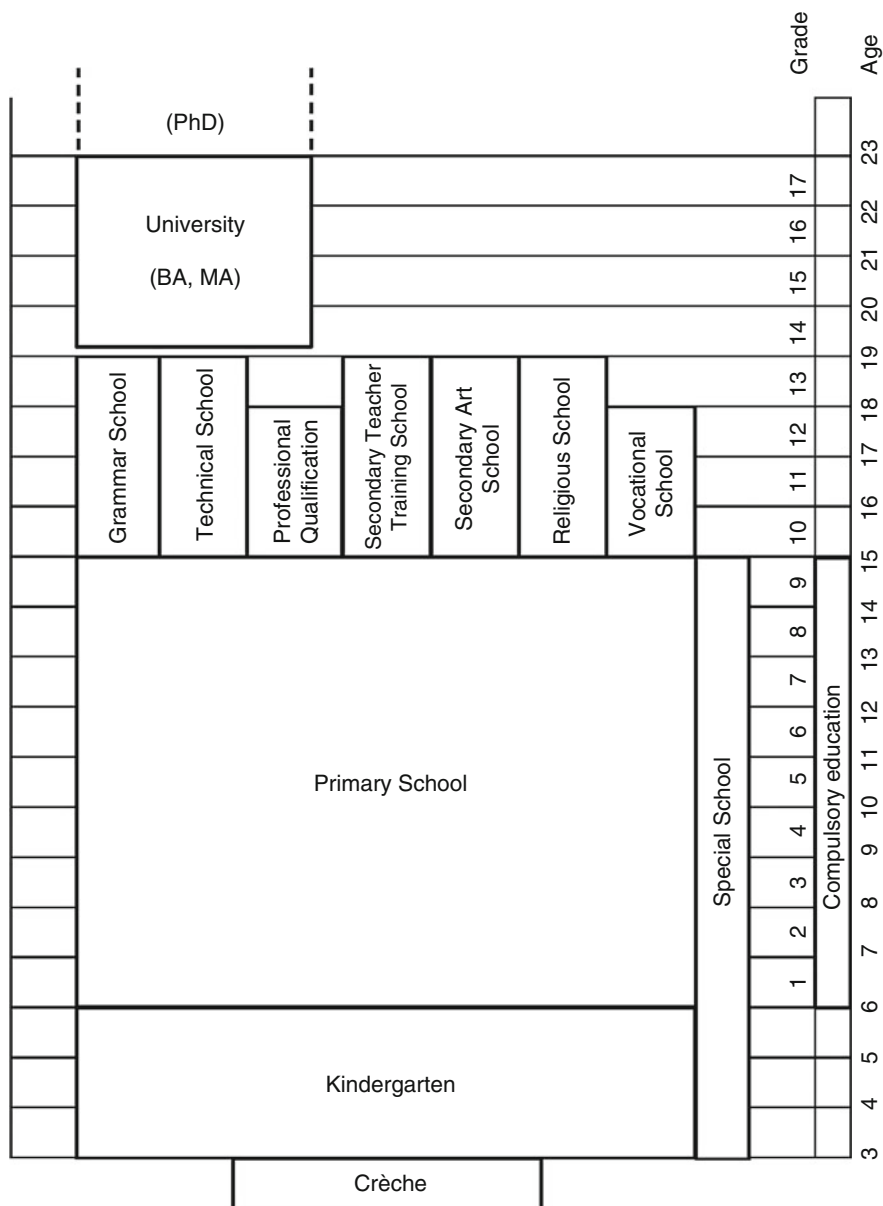 (PhD)
University
(BA, MA)
Grammar School
Technical School
Professional
Qualification
Secondary Teacher
Training School
Secondary Art
School
Religious School
Vocational
School
Primary School
Special School
Kindergarten
Crèche
Grade
17
16
15
14
13
12
11
10
9
8
7
6
5
4
3
2
1
Compulsory education
Age
23
22
21
20
19
18
17
16
15
14
13
12
11
10
9
8
7
6
5
4
3